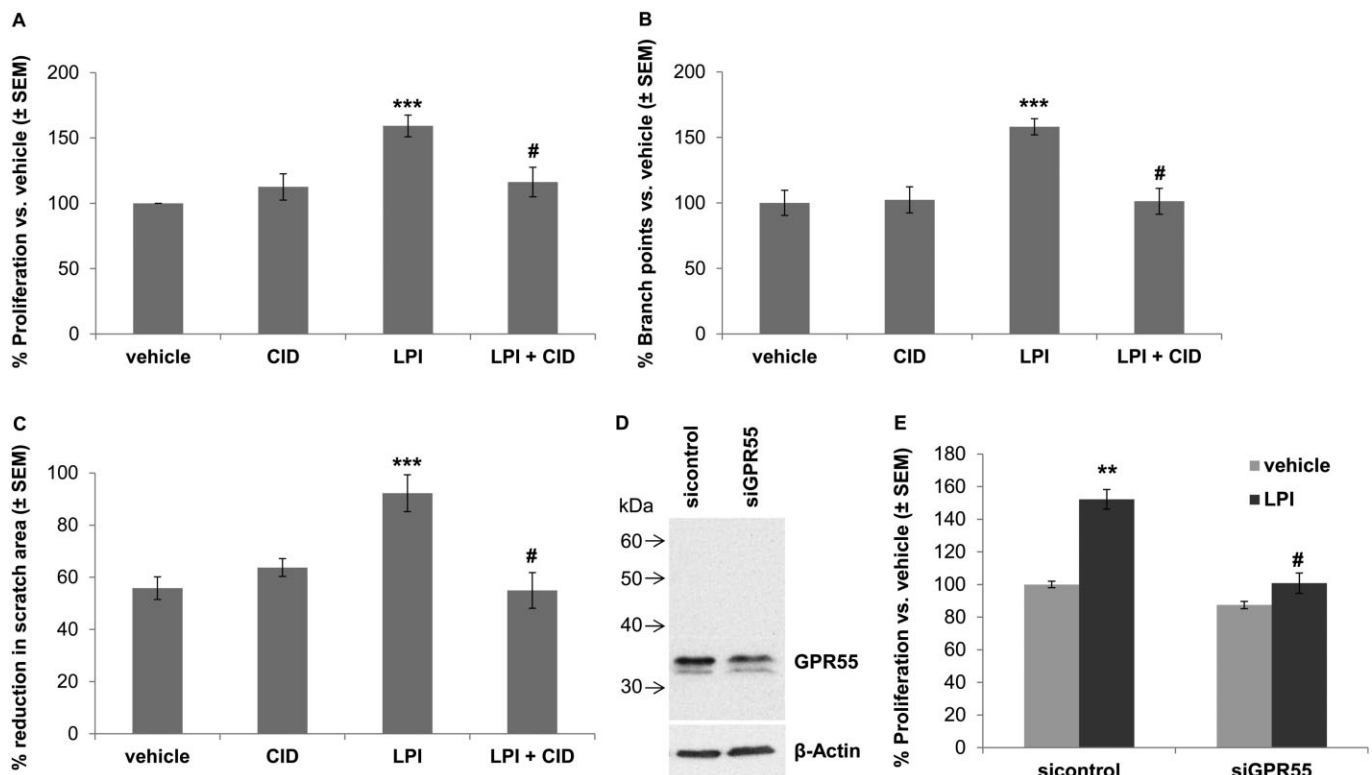 A
% Proliferation vs. vehicle (± SEM)
200
150
100
50
0
***
#
vehicle CID LPI LPI + CID
B
% Branch points vs. vehicle (± SEM)
200
150
100
50
0
***
#
vehicle CID LPI LPI + CID
C
% reduction in scratch area (± SEM)
100
80
60
40
20
0
***
#
vehicle CID LPI LPI + CID
D
sicontrol
siGPR55
kDa
60→
50→
40→
30→
GPR55
β-Actin
E
% Proliferation vs. vehicle (± SEM)
180
160
140
120
100
80
60
40
20
0
**
#
vehicle
LPI
sicontrol siGPR55